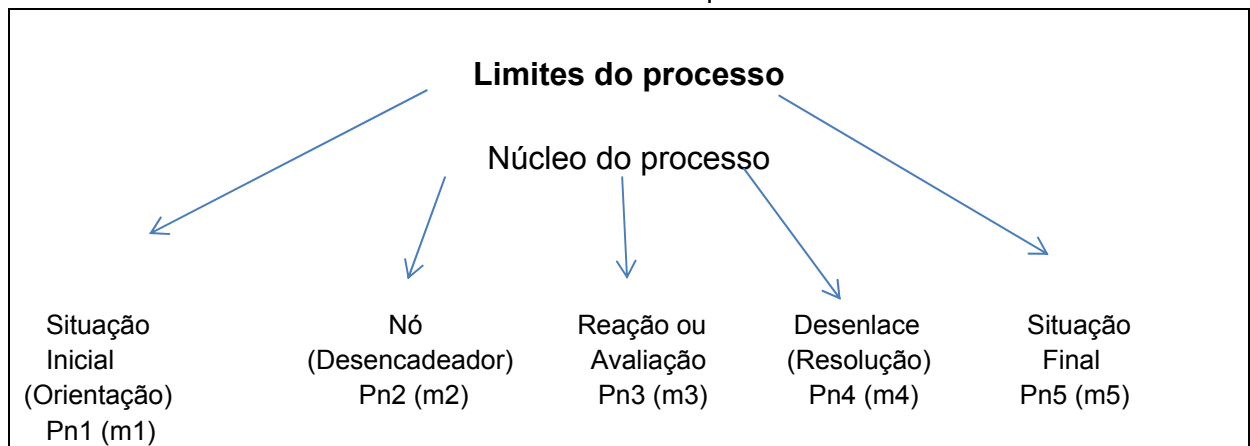 Limites do processo
Núcleo do processo
Situação
Inicial
(Orientação)
Pn1 (m1)
Nó
(Desencadeador)
Pn2 (m2)
Reação ou
Avaliação
Pn3 (m3)
Desenlace
(Resolução)
Pn4 (m4)
Situação
Final
Pn5 (m5)